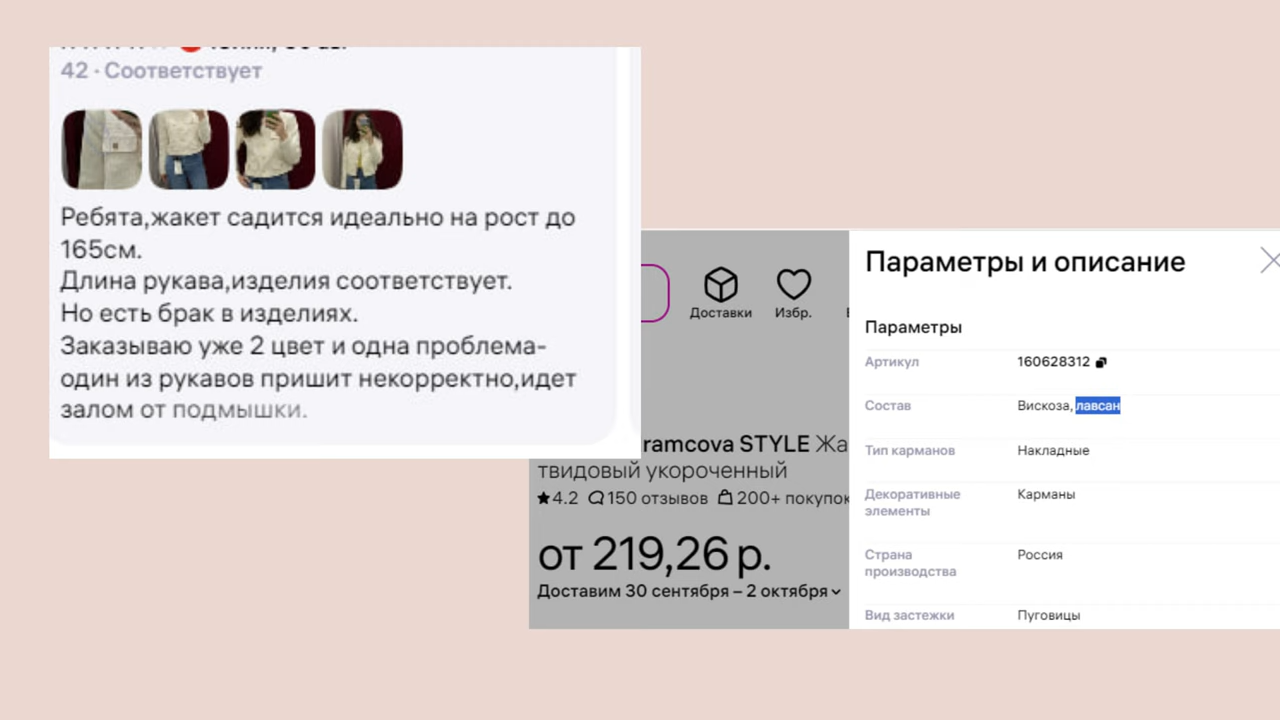 42 · Соответствует
Ребята,жакет садится идеально на рост до
165см.
Длина рукава,изделия соответствует.
Но есть брак в изделиях.
Заказываю уже 2 цвет и одна проблема-
один из рукавов пришит некорректно,идет
залом от подмышки.
Доставки
Избр.
ramcova STYLE Жа
твидовый укороченный
4.2 150 отзывов 200+ покупок
от 219,26 р.
Доставим 30 сентября – 2 октября
Параметры и описание
Параметры
Артикул 160628312
Состав Вискоза, лавсан
Тип карманов Накладные
Декоративные Карманы
элементы
Страна Россия
производства
Вид застежки Пуговицы